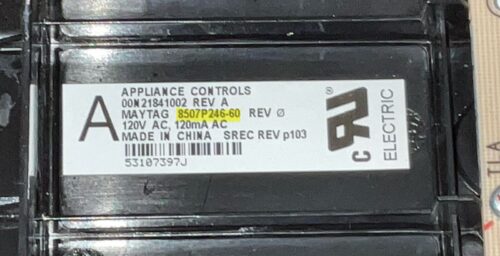 A
APPLIANCE CONTROLS
00N21841002 REV A
MAYTAG 8507P246-60 REV Ø
120V AC, 120mA AC
MADE IN CHINA SREC REV p103
53107397J
c RU ®
ELECTRIC